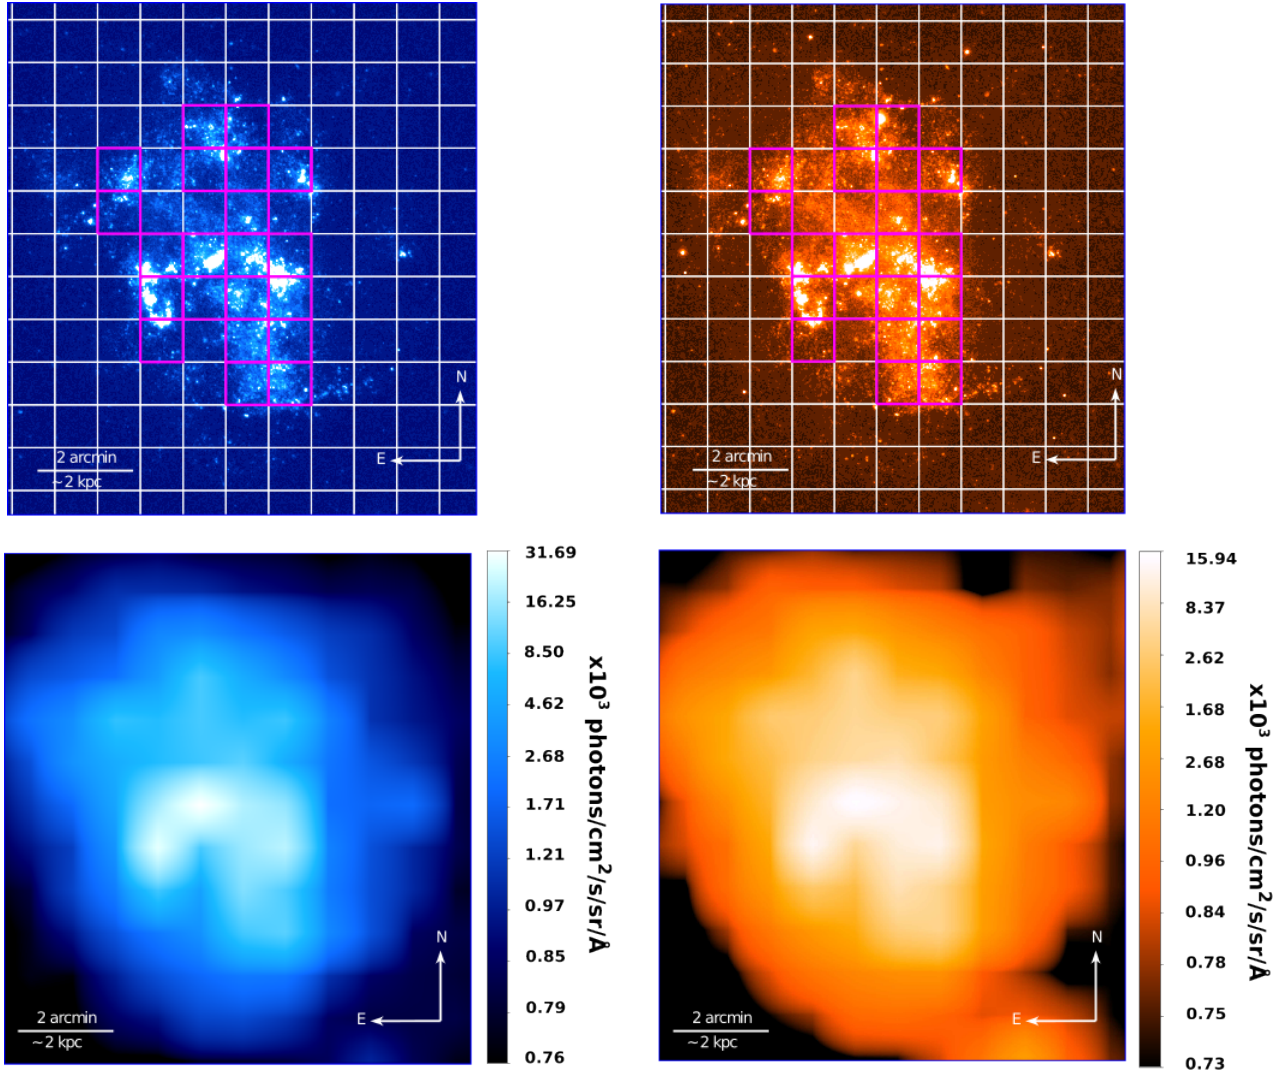 N
E
2 arcmin
~2 kpc
N
E
2 arcmin
~2 kpc
31.69
16.25
8.50
4.62
2.68
1.71
1.21
0.97
0.85
0.79
0.76
x10³ photons/cm²/s/sr/Å
N
E
2 arcmin
~2 kpc
15.94
8.37
2.62
1.68
2.68
1.20
0.96
0.84
0.78
0.75
0.73
x10³ photons/cm²/s/sr/Å
N
E
2 arcmin
~2 kpc